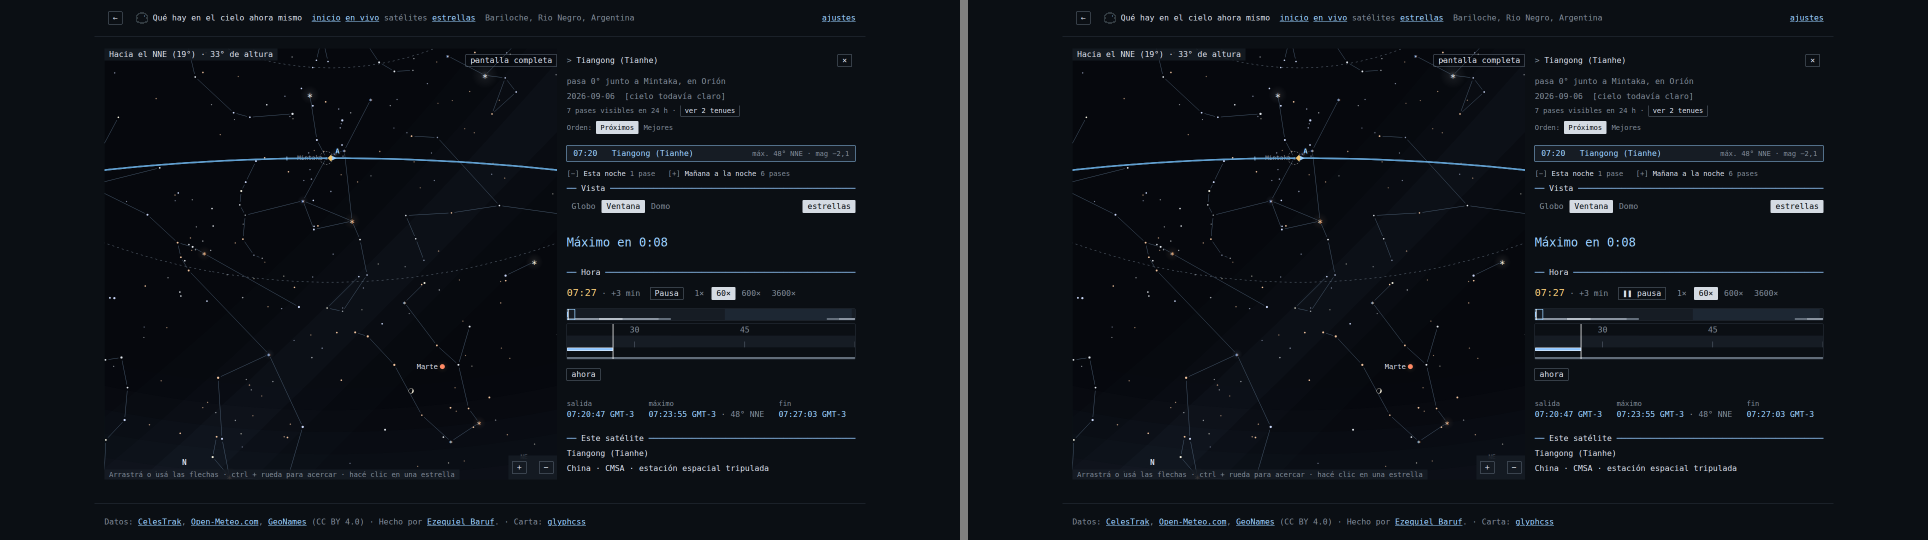 ← Qué hay en el cielo ahora mismo inicio en vivo satélites estrellas Bariloche, Río Negro, Argentina ajustes
Hacia el NNE (19°) · 33° de altura
pantalla completa
Mintaka
A
Marte
N
+ −
Arrastrá o usá las flechas · ctrl + rueda para acercar · hacé clic en una estrella
> Tiangong (Tianhe) ×
pasa 0° junto a Mintaka, en Orión
2026-09-06 [cielo todavía claro]
7 pases visibles en 24 h · ver 2 tenues
Orden: Próximos Mejores
07:20 Tiangong (Tianhe) máx. 48° NNE · mag ~2,1
[−] Esta noche 1 pase [+] Mañana a la noche 6 pases
Vista
Globo Ventana Domo estrellas
Máximo en 0:08
Hora
07:27 · +3 min Pausa 1× 60× 600× 3600×
30 45
ahora
salida máximo fin
07:20:47 GMT-3 07:23:55 GMT-3 · 48° NNE 07:27:03 GMT-3
Este satélite
Tiangong (Tianhe)
China · CMSA · estación espacial tripulada
Datos: CelesTrak, Open-Meteo.com, GeoNames (CC BY 4.0) · Hecho por Ezequiel Baruf. · Carta: glyphcss
← Qué hay en el cielo ahora mismo inicio en vivo satélites estrellas Bariloche, Río Negro, Argentina ajustes
Hacia el NNE (19°) · 33° de altura
pantalla completa
Mintaka
A
Marte
N
+ −
Arrastrá o usá las flechas · ctrl + rueda para acercar · hacé clic en una estrella
> Tiangong (Tianhe) ×
pasa 0° junto a Mintaka, en Orión
2026-09-06 [cielo todavía claro]
7 pases visibles en 24 h · ver 2 tenues
Orden: Próximos Mejores
07:20 Tiangong (Tianhe) máx. 48° NNE · mag ~2,1
[−] Esta noche 1 pase [+] Mañana a la noche 6 pases
Vista
Globo Ventana Domo estrellas
Máximo en 0:08
Hora
07:27 · +3 min ❚❚ pausa 1× 60× 600× 3600×
30 45
ahora
salida máximo fin
07:20:47 GMT-3 07:23:55 GMT-3 · 48° NNE 07:27:03 GMT-3
Este satélite
Tiangong (Tianhe)
China · CMSA · estación espacial tripulada
Datos: CelesTrak, Open-Meteo.com, GeoNames (CC BY 4.0) · Hecho por Ezequiel Baruf. · Carta: glyphcss